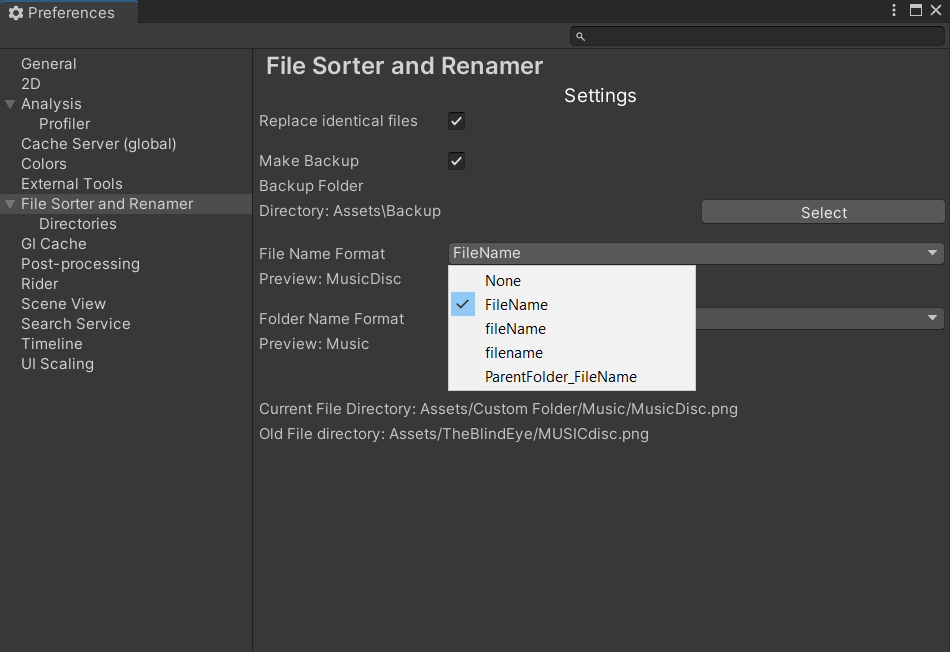 Preferences
General
2D
Analysis
Profiler
Cache Server (global)
Colors
External Tools
File Sorter and Renamer
Directories
GI Cache
Post-processing
Rider
Scene View
Search Service
Timeline
UI Scaling
File Sorter and Renamer
Settings
Replace identical files
Make Backup
Backup Folder
Directory: Assets\Backup
Select
File Name Format
FileName
Preview: MusicDisc
None
FileName
fileName
filename
ParentFolder_FileName
Folder Name Format
Preview: Music
Current File Directory: Assets/Custom Folder/Music/MusicDisc.png
Old File directory: Assets/TheBlindEye/MUSICdisc.png